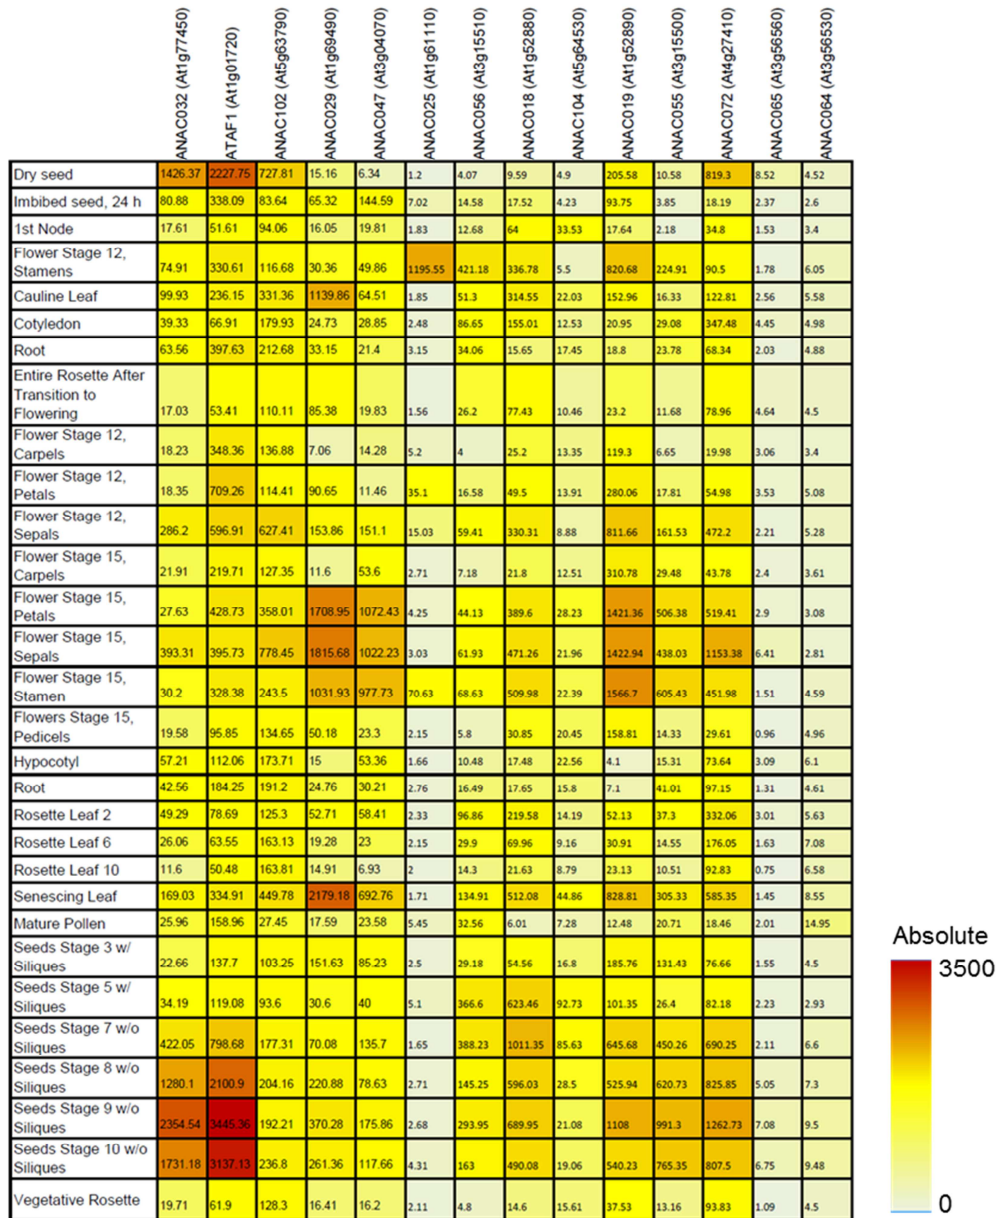 ANAC032 (At1g77450)
ATAF1 (At1g01720)
ANAC102 (At5g63790)
ANAC029 (At1g69490)
ANAC047 (At3g04070)
ANAC025 (At1g61110)
ANAC056 (At3g15510)
ANAC018 (At1g52880)
ANAC104 (At5g64530)
ANAC019 (At1g52890)
ANAC055 (At3g15500)
ANAC072 (At4g27410)
ANAC065 (At3g56560)
ANAC064 (At3g56530)
Dry seed 1426.37 2227.75 727.81 15.16 6.34 1.2 4.07 9.59 4.9 205.58 10.58 819.3 8.52 4.52
Imbibed seed, 24 h 80.88 338.09 83.64 65.32 144.59 7.02 14.58 17.52 4.23 93.75 3.85 18.19 2.37 2.6
1st Node 17.61 51.61 94.06 16.05 19.81 1.83 12.68 64 33.53 17.64 2.18 34.8 1.53 3.4
Flower Stage 12,
Stamens 74.91 330.61 116.68 30.36 49.86 1195.55 421.18 336.78 5.5 820.68 224.91 90.5 1.78 6.05
Cauline Leaf 99.93 236.15 331.36 1139.86 64.51 1.85 51.3 314.55 22.03 152.96 16.33 122.81 2.56 5.58
Cotyledon 39.33 66.91 179.93 24.73 28.85 2.48 86.65 155.01 12.53 20.95 29.08 347.48 4.45 4.98
Root 63.56 397.63 212.68 33.15 21.4 3.15 34.06 15.65 17.45 18.8 23.78 68.34 2.03 4.88
Entire Rosette After
Transition to
Flowering 17.03 53.41 110.11 85.38 19.83 1.56 26.2 77.43 10.46 23.2 11.68 78.96 4.64 4.5
Flower Stage 12,
Carpels 18.23 348.36 136.88 7.06 14.28 5.2 4 25.2 13.35 119.3 6.65 19.98 3.06 3.4
Flower Stage 12,
Petals 18.35 709.26 114.41 90.65 11.46 35.1 16.58 49.5 13.91 280.06 17.81 54.98 3.53 5.08
Flower Stage 12,
Sepals 286.2 596.91 627.41 153.86 151.1 15.03 59.41 330.31 8.88 811.66 161.53 472.2 2.21 5.28
Flower Stage 15,
Carpels 21.91 219.71 127.35 11.6 53.6 2.71 7.18 21.8 12.51 310.78 29.48 43.78 2.4 3.61
Flower Stage 15,
Petals 27.63 428.73 358.01 1708.95 1072.43 4.25 44.13 389.6 28.23 1421.36 506.38 519.41 2.9 3.08
Flower Stage 15,
Sepals 393.31 395.73 778.45 1815.68 1022.23 3.03 61.93 471.26 21.96 1422.94 438.03 1153.38 6.41 2.81
Flower Stage 15,
Stamen 30.2 328.38 243.5 1031.93 977.73 70.63 68.63 509.98 22.39 1566.7 605.43 451.98 1.51 4.59
Flowers Stage 15,
Pedicels 19.58 95.85 134.65 50.18 23.3 2.15 5.8 30.85 20.45 158.81 14.33 29.61 0.96 4.96
Hypocotyl 57.21 112.06 173.71 15 53.36 1.66 10.48 17.48 22.56 4.1 15.31 73.64 3.09 6.1
Root 42.56 184.25 191.2 24.76 30.21 2.76 16.49 17.65 15.8 7.1 41.01 97.15 1.31 4.61
Rosette Leaf 2 49.29 78.69 125.3 52.71 58.41 2.33 96.86 219.58 14.19 52.13 37.3 332.06 3.01 5.63
Rosette Leaf 6 26.06 63.55 163.13 19.28 23 2.15 29.9 69.96 9.16 30.91 14.55 176.05 1.63 7.08
Rosette Leaf 10 11.6 50.48 163.81 14.91 6.93 2 14.3 21.63 8.79 23.13 10.51 92.83 0.75 6.58
Senescing Leaf 169.03 334.91 449.78 2179.18 692.76 1.71 134.91 512.08 44.86 828.81 305.33 585.35 1.45 8.55
Mature Pollen 25.96 158.96 27.45 17.59 23.58 5.45 32.56 6.01 7.28 12.48 20.71 18.46 2.01 14.95
Seeds Stage 3 w/
Siliques 22.66 137.7 103.25 151.63 85.23 2.5 29.18 54.56 16.8 185.76 131.43 76.66 1.55 4.5
Seeds Stage 5 w/
Siliques 34.19 119.08 93.6 30.6 40 5.1 366.6 623.46 92.73 101.35 26.4 82.18 2.23 2.93
Seeds Stage 7 w/o
Siliques 422.05 798.68 177.31 70.08 135.7 1.65 388.23 1011.35 85.63 645.68 450.26 690.25 2.11 6.6
Seeds Stage 8 w/o
Siliques 1280.1 2100.9 204.16 220.88 78.63 2.71 145.25 596.03 28.5 525.94 620.73 825.85 5.05 7.3
Seeds Stage 9 w/o
Siliques 2354.54 3445.36 192.21 370.28 175.86 2.68 293.95 689.95 21.08 1108 991.3 1262.73 7.08 9.5
Seeds Stage 10 w/o
Siliques 1731.18 3137.13 236.8 261.36 117.66 4.31 163 490.08 19.06 540.23 765.35 807.5 6.75 9.48
Vegetative Rosette 19.71 61.9 128.3 16.41 16.2 2.11 4.8 14.6 15.61 37.53 13.16 93.83 1.09 4.5
Absolute
3500
0